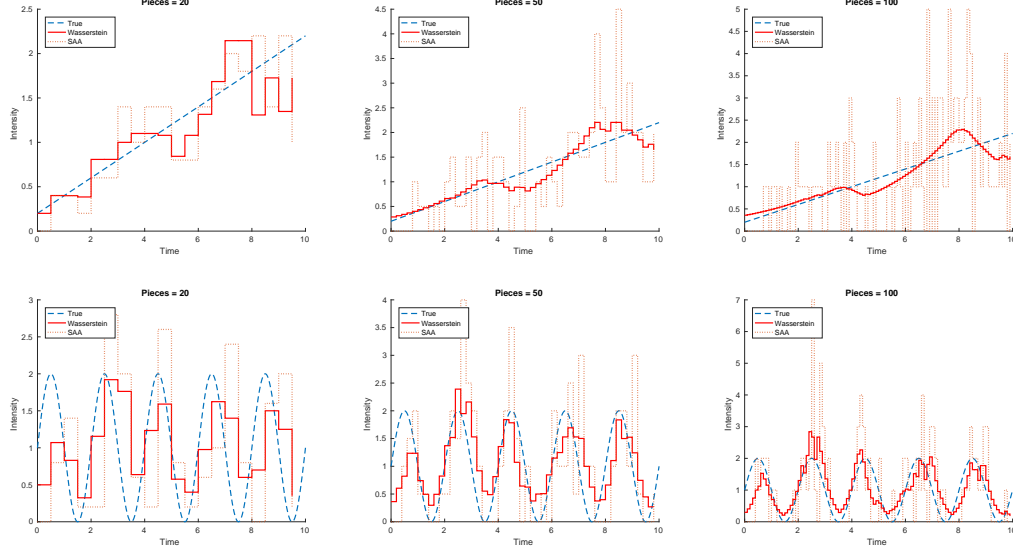 Pieces = 20
True
Wasserstein
SAA
Intensity
2.5
2
1.5
1
0.5
0
0 2 4 6 8 10
Time
Pieces = 50
True
Wasserstein
SAA
Intensity
4.5
4
3.5
3
2.5
2
1.5
1
0.5
0
0 2 4 6 8 10
Time
Pieces = 100
True
Wasserstein
SAA
Intensity
5
4.5
4
3.5
3
2.5
2
1.5
1
0.5
0
0 2 4 6 8 10
Time
Pieces = 20
True
Wasserstein
SAA
Intensity
3
2.5
2
1.5
1
0.5
0
0 2 4 6 8 10
Time
Pieces = 50
True
Wasserstein
SAA
Intensity
4
3.5
3
2.5
2
1.5
1
0.5
0
0 2 4 6 8 10
Time
Pieces = 100
True
Wasserstein
SAA
Intensity
7
6
5
4
3
2
1
0
0 2 4 6 8 10
Time